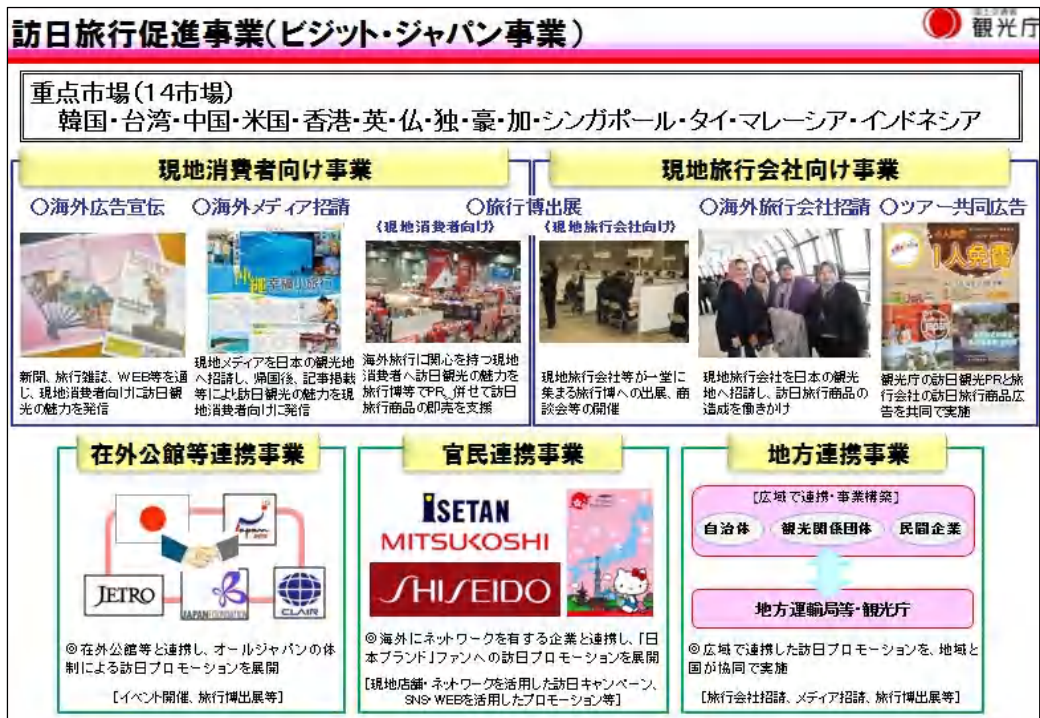 訪日旅行促進事業(ビジット・ジャパン事業)
国土交通省
観光庁
重点市場(14市場)
韓国・台湾・中国・米国・香港・英・仏・独・豪・加・シンガポール・タイ・マレーシア・インドネシア
現地消費者向け事業
現地旅行会社向け事業
○海外広告宣伝
○海外メディア招請
○旅行博出展
○海外旅行会社招請
○ツアー共同広告
《現地消費者向け》
《現地旅行会社向け》
沖縄幸福小旅行
1人免費
新聞、旅行雑誌、WEB等を通
じ、現地消費者向けに訪日観
光の魅力を発信
現地メディアを日本の観光地
へ招請し、帰国後、記事掲載
等により訪日観光の魅力を現
地消費者向けに発信
海外旅行に関心を持つ現地
消費者へ訪日観光の魅力を
旅行博等でPR。併せて訪日
旅行商品の即売を支援
現地旅行会社等が一堂に
集まる旅行博への出展、商
談会等の開催
現地旅行会社を日本の観光
地へ招請し、訪日旅行商品の
造成を働きかけ
観光庁の訪日観光PRと旅
行会社の訪日旅行商品広
告を共同で実施
在外公館等連携事業
官民連携事業
地方連携事業
Japan
JETRO
JAPANFOUNDATION
CLAIR
◎在外公館等と連携し、オールジャパンの体
制による訪日プロモーションを展開
[イベント開催、旅行博出展等]
ISETAN
MITSUKOSHI
SHISEIDO
◎海外にネットワークを有する企業と連携し、「日
本ブランド」ファンへの訪日プロモーションを展開
[現地店舗・ネットワークを活用した訪日キャンペーン、
SNS・WEBを活用したプロモーション等]
[広域で連携・事業構築]
自治体
観光関係団体
民間企業
地方運輸局等・観光庁
◎広域で連携した訪日プロモーションを、地域と
国が協同で実施
[旅行会社招請、メディア招請、旅行博出展等]